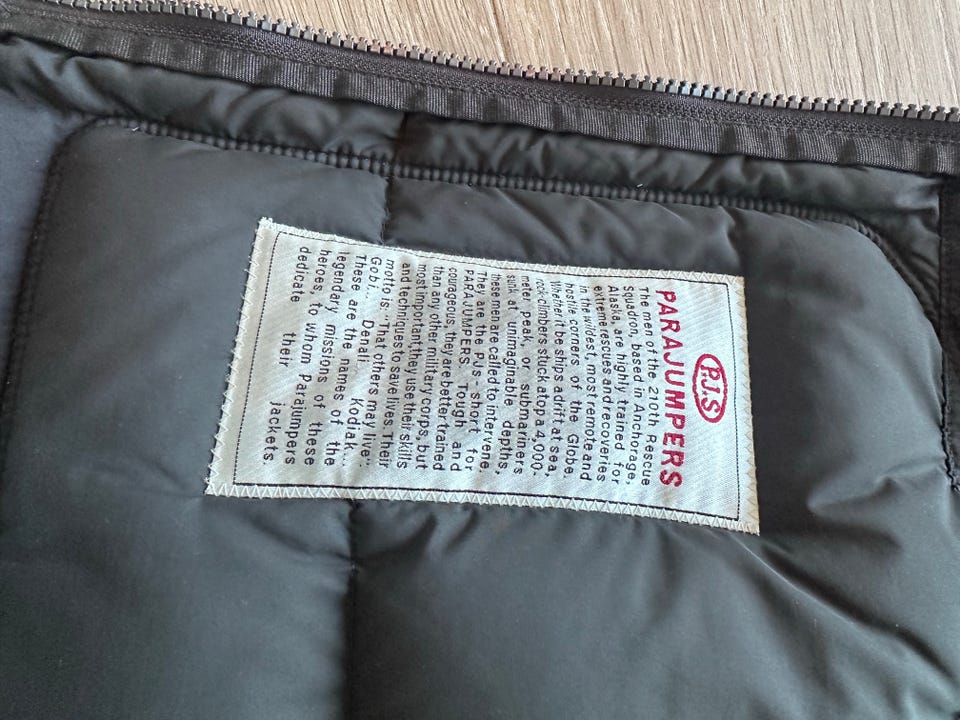 P.J.S
PARAJUMPERS
The men of the 210th Rescue
Squadron, based in Anchorage,
Alaska, are highly trained for
extreme rescues and recoveries
in the wildest, most remote and
hostile corners of the Globe.
Whether it be ships adrift at sea,
rock-climbers stuck atop a 4,000-
meter peak, or submariners
sunk at unimaginable depths,
these men are called to intervene.
They are the PJs - short for
PARAJUMPERS. Tough and
courageous, they are better trained
than any other military corps, but
most important they use their skills
and techniques to save lives. Their
motto is: "That others may live":
Gobi... Denali... Kodiak...
These are the names of the
legendary missions of these
heroes, to whom Parajumpers
dedicate their jackets